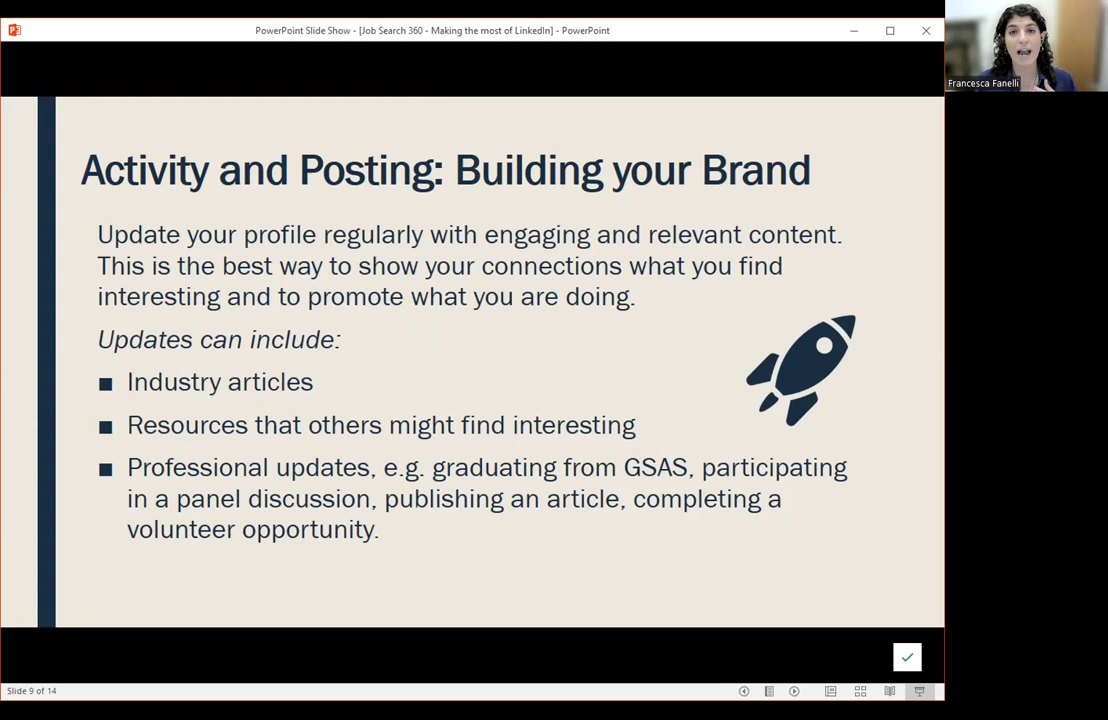 PowerPoint Slide Show - [Job Search 360 - Making the most of LinkedIn] - PowerPoint
Francesca Fanelli
Activity and Posting: Building your Brand
Update your profile regularly with engaging and relevant content.
This is the best way to show your connections what you find
interesting and to promote what you are doing.
Updates can include:
■ Industry articles
■ Resources that others might find interesting
■ Professional updates, e.g. graduating from GSAS, participating
in a panel discussion, publishing an article, completing a
volunteer opportunity.
Slide 9 of 14